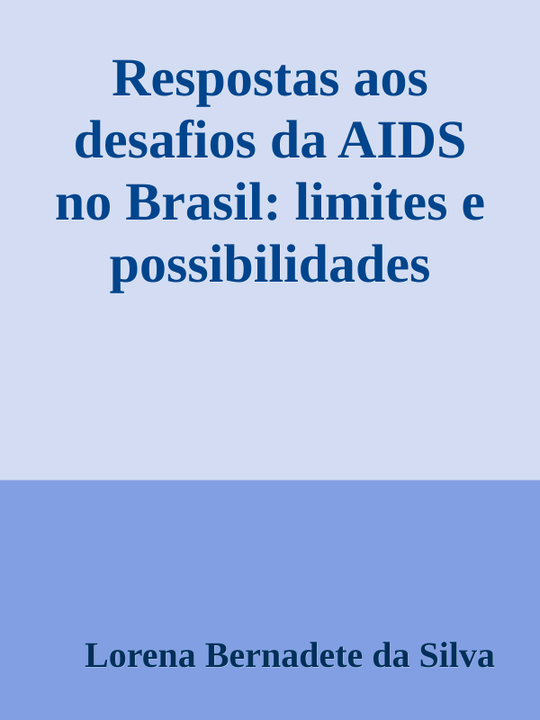 Respostas aos
desafios da AIDS
no Brasil: limites e
possibilidades
Lorena Bernadete da Silva